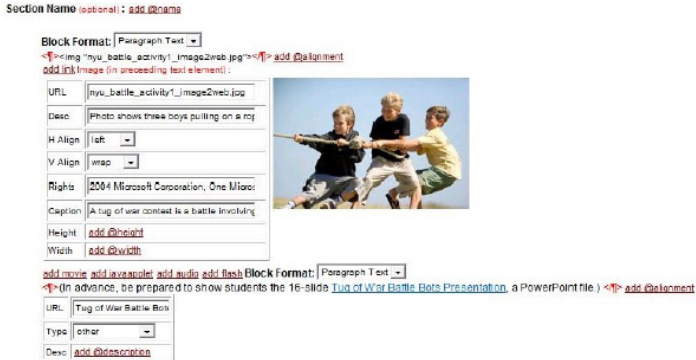 Section Name (optional) : add @name
Block Format: Paragraph Text
<¶><img "nyu_battle_activity1_image2web.jpg"></¶> add @alignment
add link Image (in preceeding text element) :
URL nyu_battle_activity1_image2web.jpg
Desc Photo shows three boys pulling on a rop
H Align left
V Align wrap
Rights 2004 Microsoft Corporation, One Micros
Caption A tug of war contest is a battle involving
Height add @height
Width add @width
add movie add javaapplet add audio add flash Block Format: Paragraph Text
<¶>(In advance, be prepared to show students the 16-slide Tug of War Battle Bots Presentation, a PowerPoint file.) </¶> add @alignment
URL Tug of War Battle Bots
Type other
Desc add @description